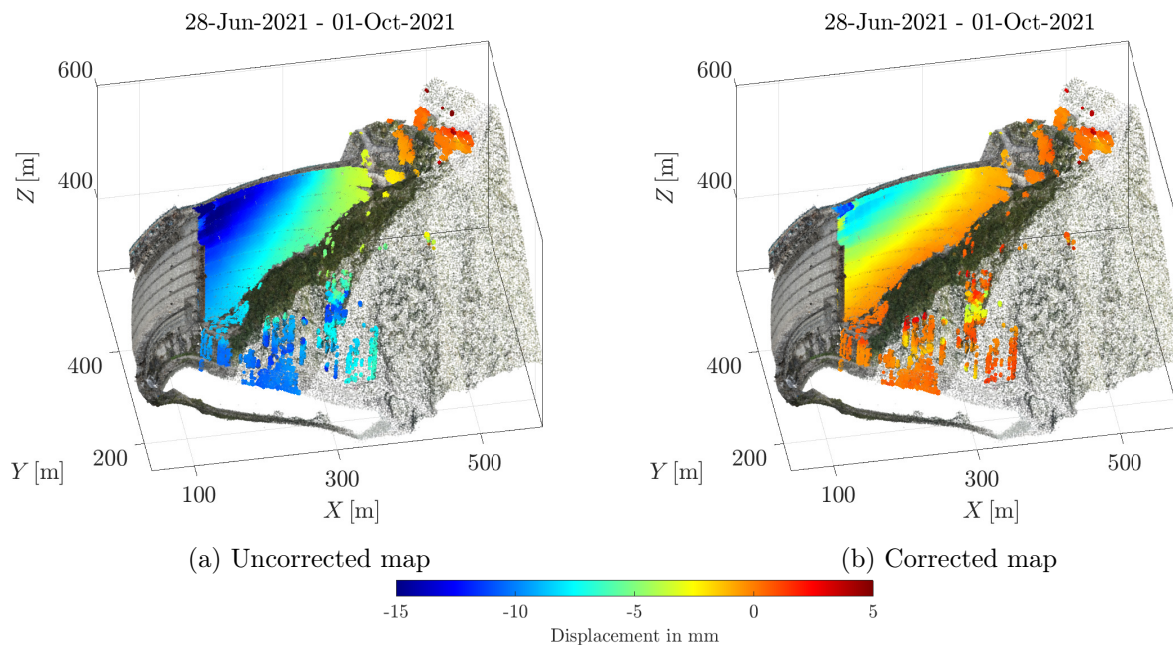 28-Jun-2021 - 01-Oct-2021
600
400
Z [m]
400
200
Y [m]
100
300
500
X [m]
(a) Uncorrected map
28-Jun-2021 - 01-Oct-2021
600
400
Z [m]
400
200
Y [m]
100
300
500
X [m]
(b) Corrected map
-15 -10 -5 0 5
Displacement in mm